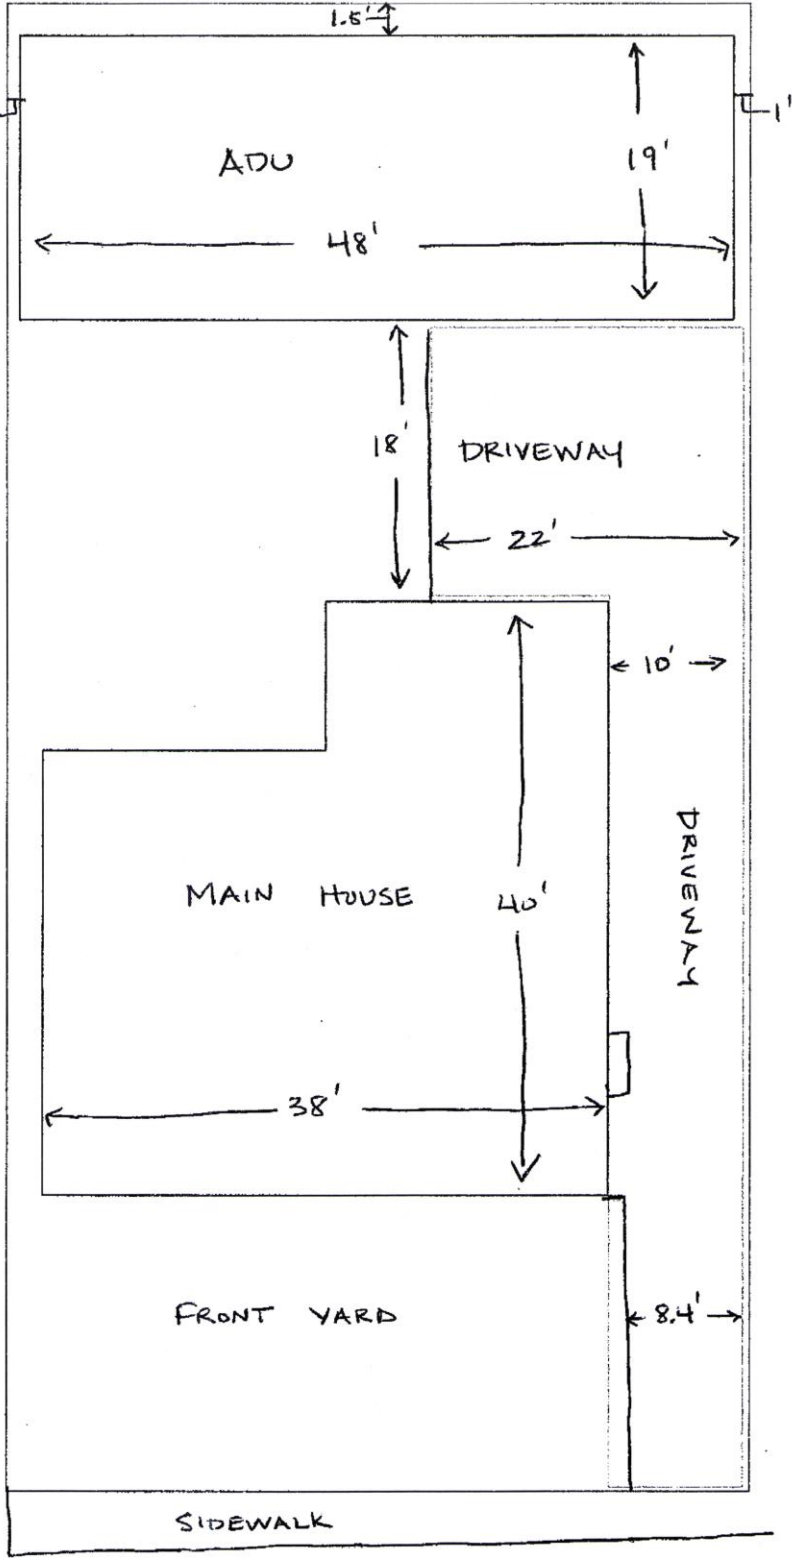 1.5'
1'
ADU
19'
48'
18'
DRIVEWAY
22'
10'
DRIVEWAY
MAIN HOUSE
40'
38'
FRONT YARD
8.4'
SIDEWALK